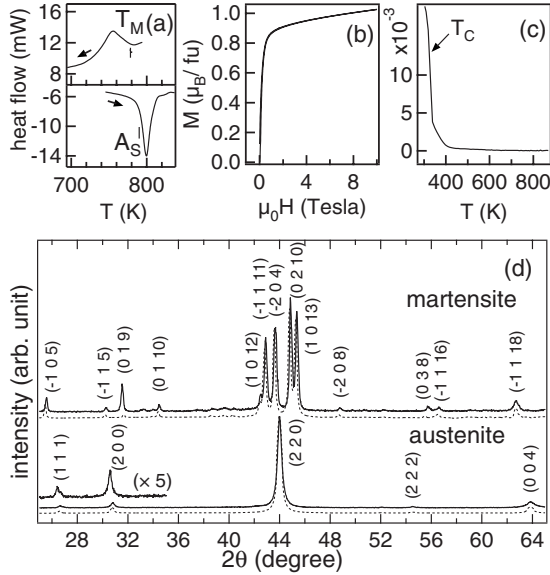 T_M (a)
16
12
8
heat flow (mW)
-6
-10
-14
A_S
700 800
T (K)
(b)
1.0
0.8
0.6
0.4
0.2
0.0
M (μ_B/ fu)
0 4 8
μ₀H (Tesla)
(c)
x10⁻³
T_C
15
10
5
0
400 600 800
T (K)
(d)
martensite
(-1 0 5)
(-1 1 5)
(0 1 9)
(0 1 10)
(1 0 12)
(-1 1 11)
(-2 0 4)
(0 2 10)
(1 0 13)
(-2 0 8)
(0 3 8)
(-1 1 16)
(-1 1 18)
austenite
(1 1 1)
(2 0 0)
(× 5)
(2 2 0)
(2 2 2)
(0 0 4)
intensity (arb. unit)
28 32 36 40 44 48 52 56 60 64
2θ (degree)